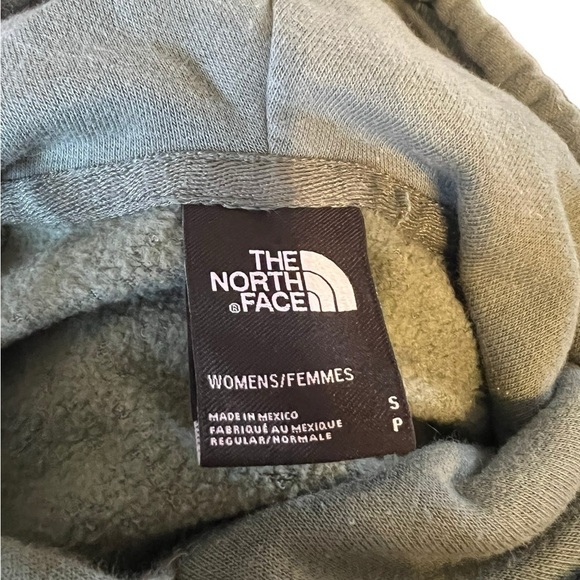 THE
NORTH
® FACE
WOMENS/FEMMES
MADE IN MEXICO
FABRIQUÉ AU MEXIQUE
REGULAR/NORMALE
S
P